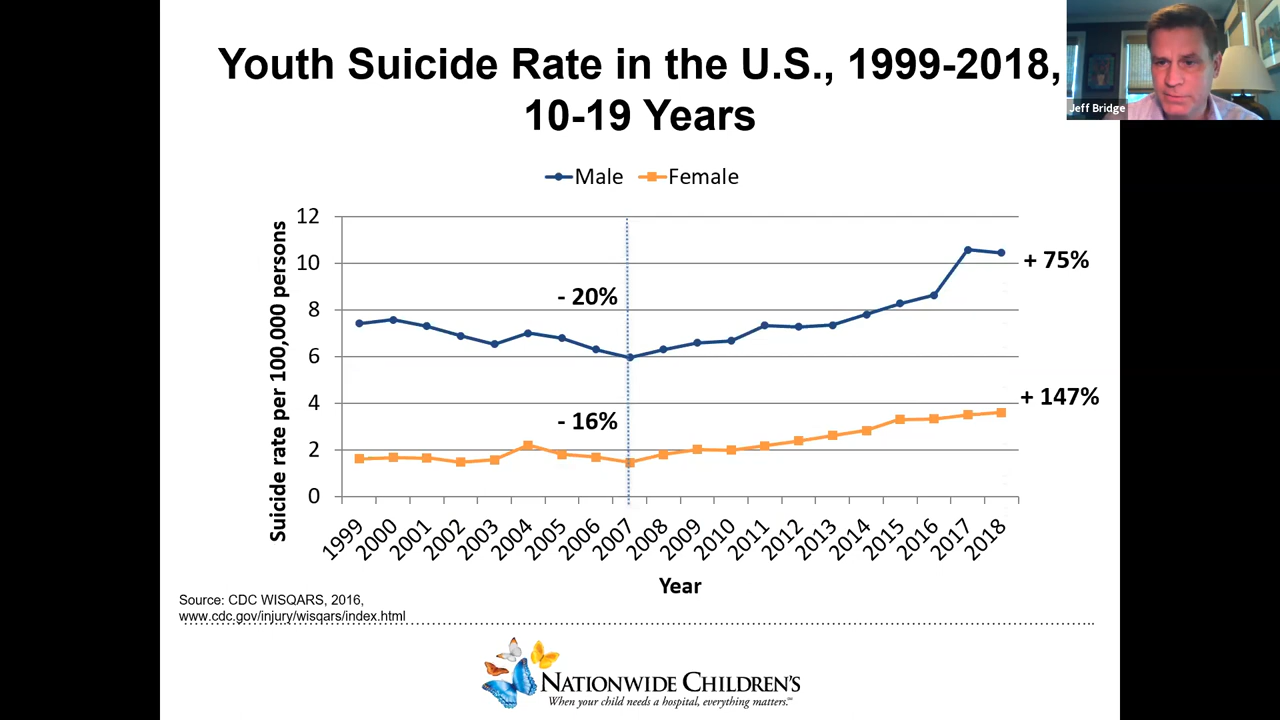 Youth Suicide Rate in the U.S., 1999-2018,
10-19 Years
Jeff Bridge
Male Female
Suicide rate per 100,000 persons
12
10
8
6
4
2
0
- 20%
+ 75%
- 16%
+ 147%
1999 2000 2001 2002 2003 2004 2005 2006 2007 2008 2009 2010 2011 2012 2013 2014 2015 2016 2017 2018
Year
Source: CDC WISQARS, 2016,
www.cdc.gov/injury/wisqars/index.html
NATIONWIDE CHILDREN'S
When your child needs a hospital, everything matters.℠